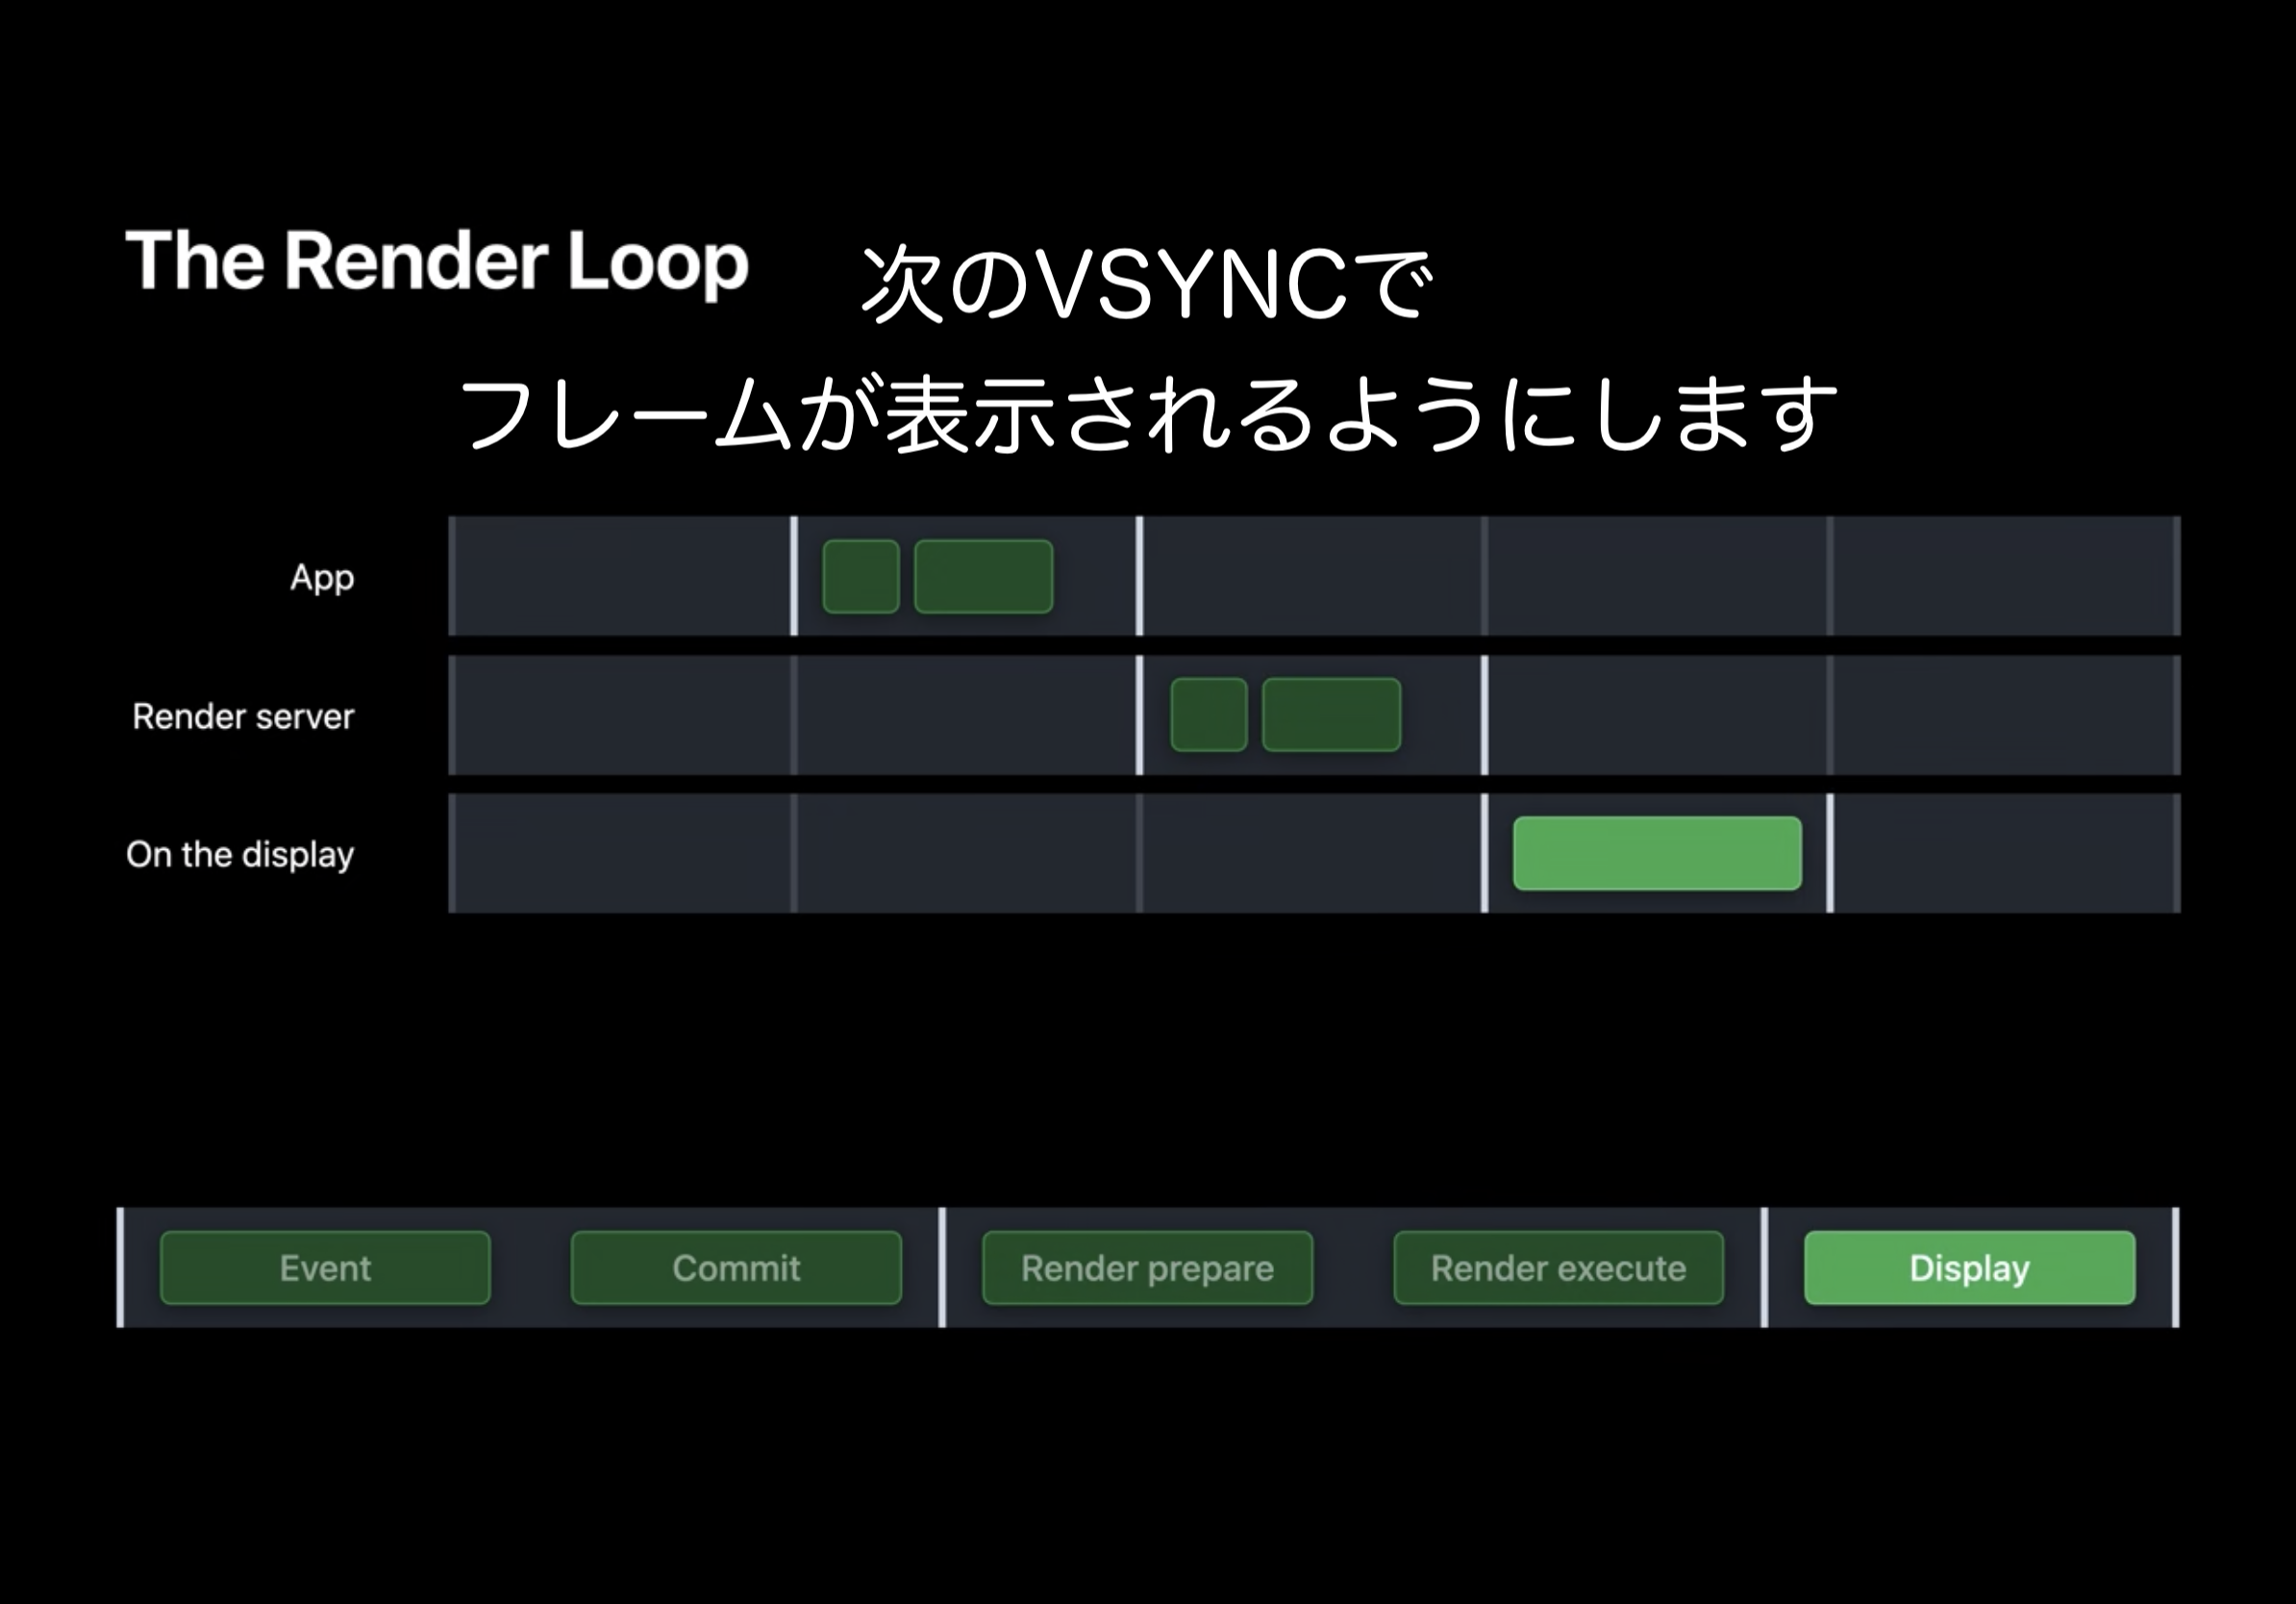 The Render Loop
次のVSYNCで
フレームが表示されるようにします
App
Render server
On the display
Event
Commit
Render prepare
Render execute
Display